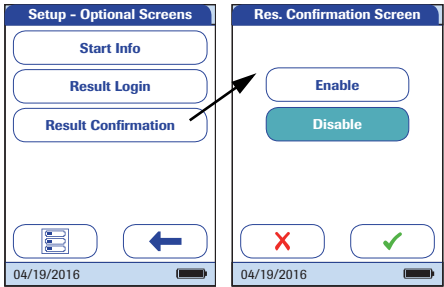 Setup - Optional Screens
Start Info
Result Login
Result Confirmation
04/19/2016
Res. Confirmation Screen
Enable
Disable
04/19/2016